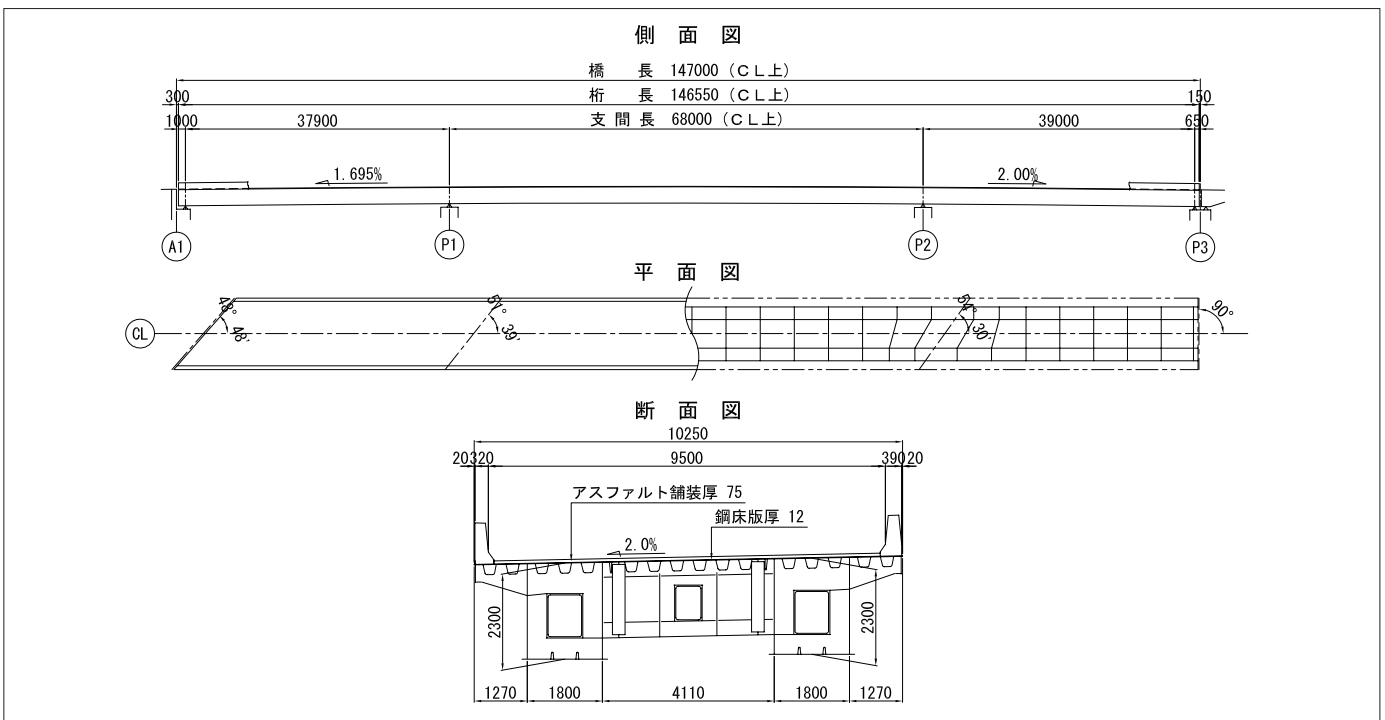 側 面 図
橋 長 147000 (CL上)
300 桁 長 146550 (CL上) 150
1000 37900 支間長 68000 (CL上) 39000 650
1.695% 2.00%
A1 P1 P2 P3
平 面 図
CL 48° 48' 51° 39' 54° 30' 90°
断 面 図
10250
20 320 9500 390 20
アスファルト舗装厚 75
鋼床版厚 12
2.0%
2300 2300
1270 1800 4110 1800 1270